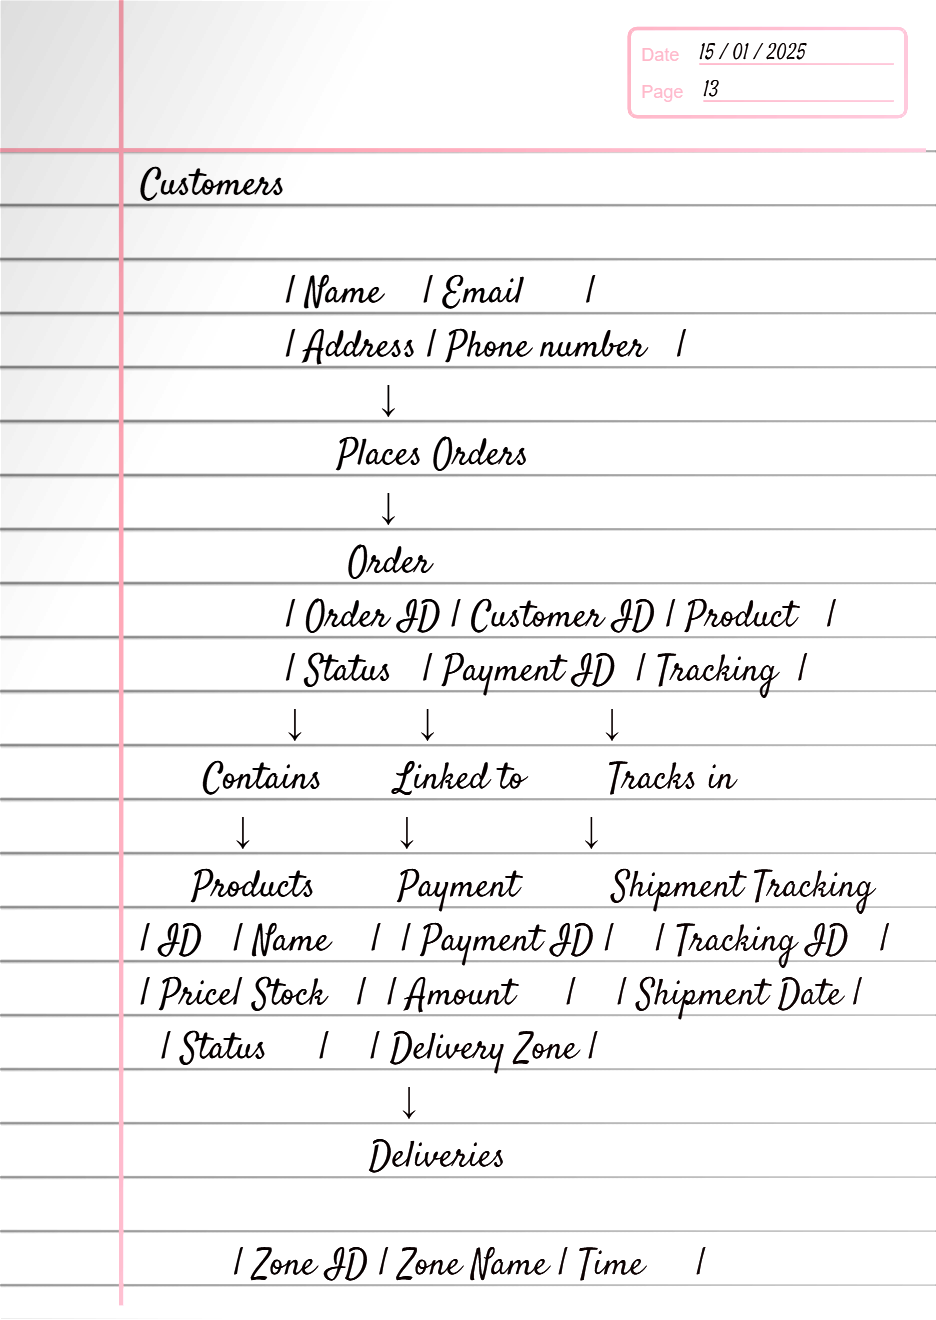 Date 15 / 01 / 2025
Page 13
Customers
| Name | Email |
| Address | Phone number |
↓
Places Orders
↓
Order
| Order ID | Customer ID | Product |
| Status | Payment ID | Tracking |
↓ ↓ ↓
Contains Linked to Tracks in
↓ ↓ ↓
Products Payment Shipment Tracking
| ID | Name | | Payment ID | | Tracking ID |
| Price| Stock | | Amount | | Shipment Date |
| Status | | Delivery Zone |
↓
Deliveries
| Zone ID | Zone Name | Time |